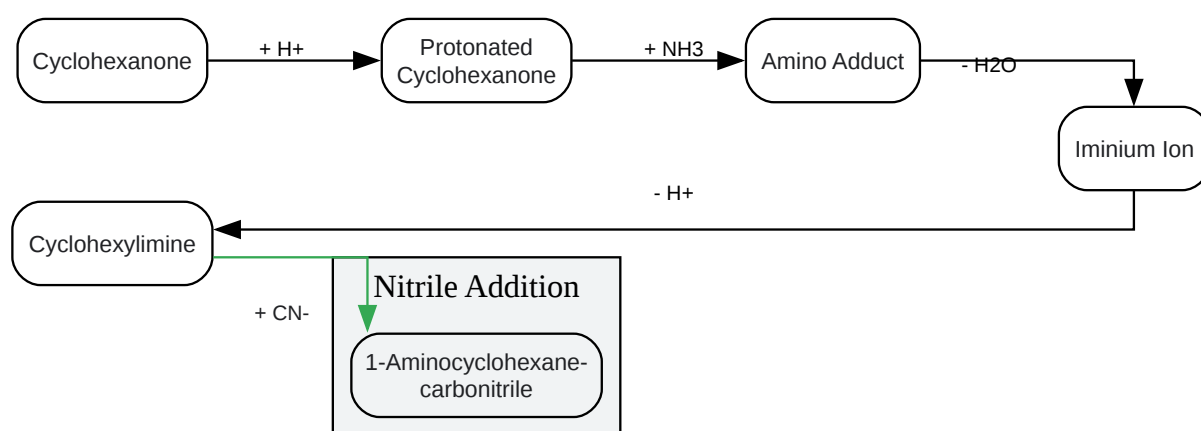 Cyclohexanone
+ H+
Protonated
Cyclohexanone
+ NH3
Amino Adduct
- H2O
Iminium Ion
- H+
Cyclohexylimine
+ CN-
Nitrile Addition
1-Aminocyclohexane-
carbonitrile